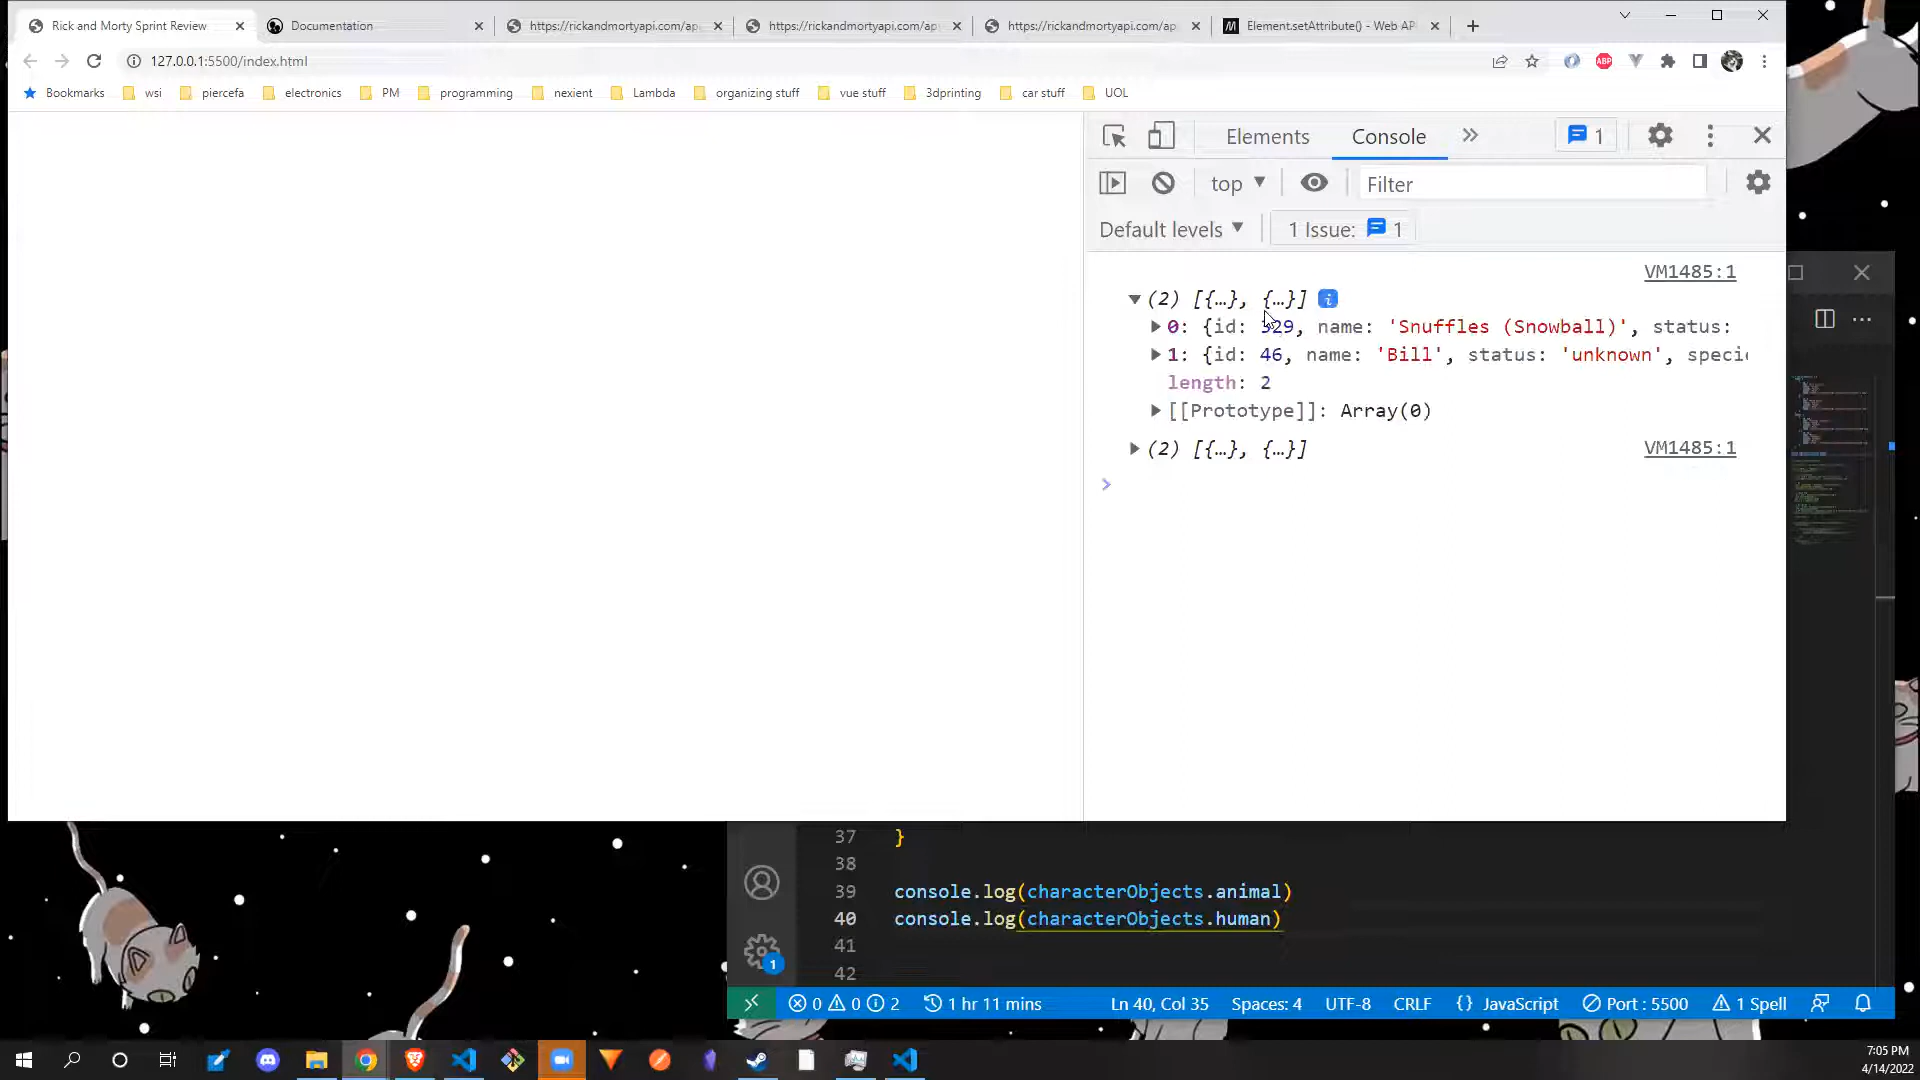 Rick and Morty Sprint Review
Documentation
https://rickandmortyapi.com/ap
https://rickandmortyapi.com/ap
https://rickandmortyapi.com/ap
Element.setAttribute() - Web AP
127.0.0.1:5500/index.html
ABP
Bookmarks
wsi
piercefa
electronics
PM
programming
nexient
Lambda
organizing stuff
vue stuff
3dprinting
car stuff
UOL
Elements
Console
1
top
Filter
Default levels
1 Issue: 1
VM1485:1
(2) [{…}, {…}]
0: {id: 329, name: 'Snuffles (Snowball)', status:
1: {id: 46, name: 'Bill', status: 'unknown', specie
length: 2
[[Prototype]]: Array(0)
(2) [{…}, {…}]
VM1485:1
37 }
38
39 console.log(characterObjects.animal)
40 console.log(characterObjects.human)
41
42
1
0 0 2
1 hr 11 mins
Ln 40, Col 35
Spaces: 4
UTF-8
CRLF
{} JavaScript
Port : 5500
1 Spell
7:05 PM
4/14/2022